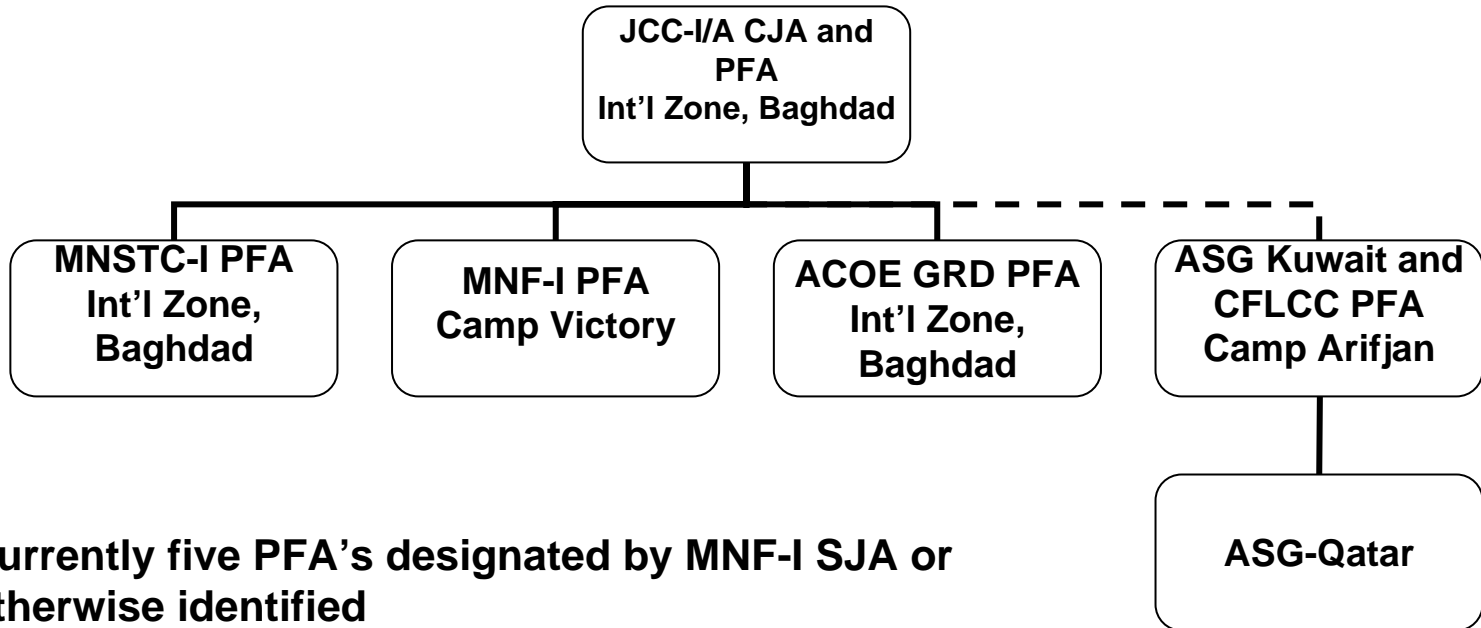 JCC-I/A CJA and
PFA
Int'l Zone, Baghdad
MNSTC-I PFA
Int'l Zone,
Baghdad
MNF-I PFA
Camp Victory
ACOE GRD PFA
Int'l Zone,
Baghdad
ASG Kuwait and
CFLCC PFA
Camp Arifjan
ASG-Qatar
urrently five PFA's designated by MNF-I SJA or
therwise identified